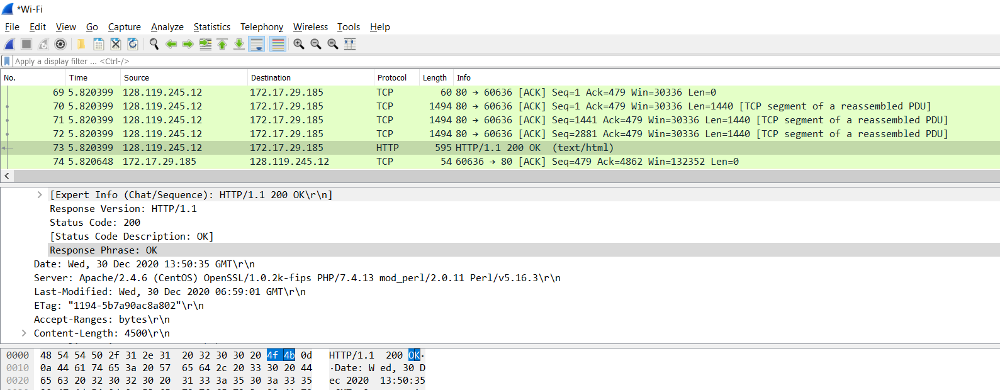 *Wi-Fi
File Edit View Go Capture Analyze Statistics Telephony Wireless Tools Help
Apply a display filter ... <Ctrl-/>
No. Time Source Destination Protocol Length Info
69 5.820399 128.119.245.12 172.17.29.185 TCP 60 80 → 60636 [ACK] Seq=1 Ack=479 Win=30336 Len=0
70 5.820399 128.119.245.12 172.17.29.185 TCP 1494 80 → 60636 [ACK] Seq=1 Ack=479 Win=30336 Len=1440 [TCP segment of a reassembled PDU]
71 5.820399 128.119.245.12 172.17.29.185 TCP 1494 80 → 60636 [ACK] Seq=1441 Ack=479 Win=30336 Len=1440 [TCP segment of a reassembled PDU]
72 5.820399 128.119.245.12 172.17.29.185 TCP 1494 80 → 60636 [ACK] Seq=2881 Ack=479 Win=30336 Len=1440 [TCP segment of a reassembled PDU]
73 5.820399 128.119.245.12 172.17.29.185 HTTP 595 HTTP/1.1 200 OK  (text/html)
74 5.820648 172.17.29.185 128.119.245.12 TCP 54 60636 → 80 [ACK] Seq=479 Ack=4862 Win=132352 Len=0
[Expert Info (Chat/Sequence): HTTP/1.1 200 OK\r\n]
Response Version: HTTP/1.1
Status Code: 200
[Status Code Description: OK]
Response Phrase: OK
Date: Wed, 30 Dec 2020 13:50:35 GMT\r\n
Server: Apache/2.4.6 (CentOS) OpenSSL/1.0.2k-fips PHP/7.4.13 mod_perl/2.0.11 Perl/v5.16.3\r\n
Last-Modified: Wed, 30 Dec 2020 06:59:01 GMT\r\n
ETag: "1194-5b7a90ac8a802"\r\n
Accept-Ranges: bytes\r\n
Content-Length: 4500\r\n
0000 48 54 54 50 2f 31 2e 31 20 32 30 30 20 4f 4b 0d HTTP/1.1 200 OK·
0010 0a 44 61 74 65 3a 20 57 65 64 2c 20 33 30 20 44 ·Date: W ed, 30 D
0020 65 63 20 32 30 32 30 20 31 33 3a 35 30 3a 33 35 ec 2020 13:50:35